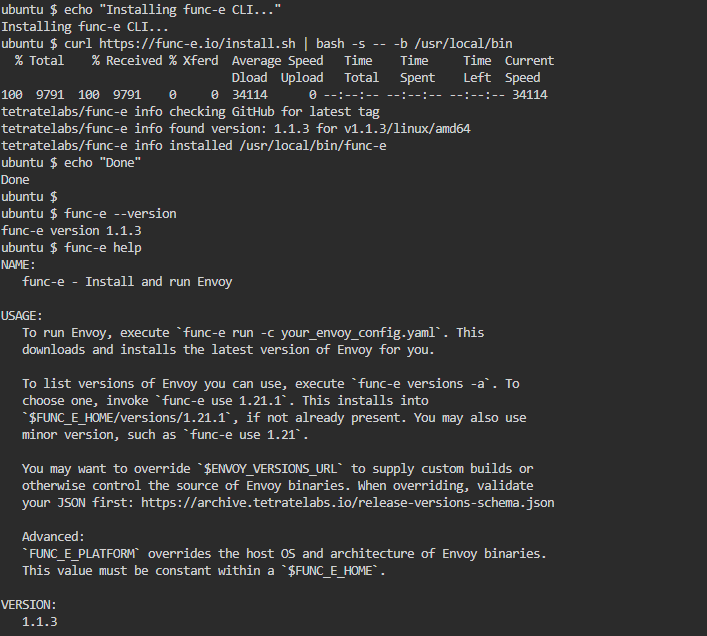 ubuntu $ echo "Installing func-e CLI..."
Installing func-e CLI...
ubuntu $ curl https://func-e.io/install.sh | bash -s -- -b /usr/local/bin
  % Total    % Received % Xferd  Average Speed   Time    Time     Time  Current
                                 Dload  Upload   Total   Spent    Left  Speed
100  9791  100  9791    0     0  34114      0 --:--:-- --:--:-- --:--:-- 34114
tetratelabs/func-e info checking GitHub for latest tag
tetratelabs/func-e info found version: 1.1.3 for v1.1.3/linux/amd64
tetratelabs/func-e info installed /usr/local/bin/func-e
ubuntu $ echo "Done"
Done
ubuntu $
ubuntu $ func-e --version
func-e version 1.1.3
ubuntu $ func-e help
NAME:
   func-e - Install and run Envoy

USAGE:
   To run Envoy, execute `func-e run -c your_envoy_config.yaml`. This
   downloads and installs the latest version of Envoy for you.

   To list versions of Envoy you can use, execute `func-e versions -a`. To
   choose one, invoke `func-e use 1.21.1`. This installs into
   `$FUNC_E_HOME/versions/1.21.1`, if not already present. You may also use
   minor version, such as `func-e use 1.21`.

   You may want to override `$ENVOY_VERSIONS_URL` to supply custom builds or
   otherwise control the source of Envoy binaries. When overriding, validate
   your JSON first: https://archive.tetratelabs.io/release-versions-schema.json

   Advanced:
   `FUNC_E_PLATFORM` overrides the host OS and architecture of Envoy binaries.
   This value must be constant within a `$FUNC_E_HOME`.

VERSION:
   1.1.3